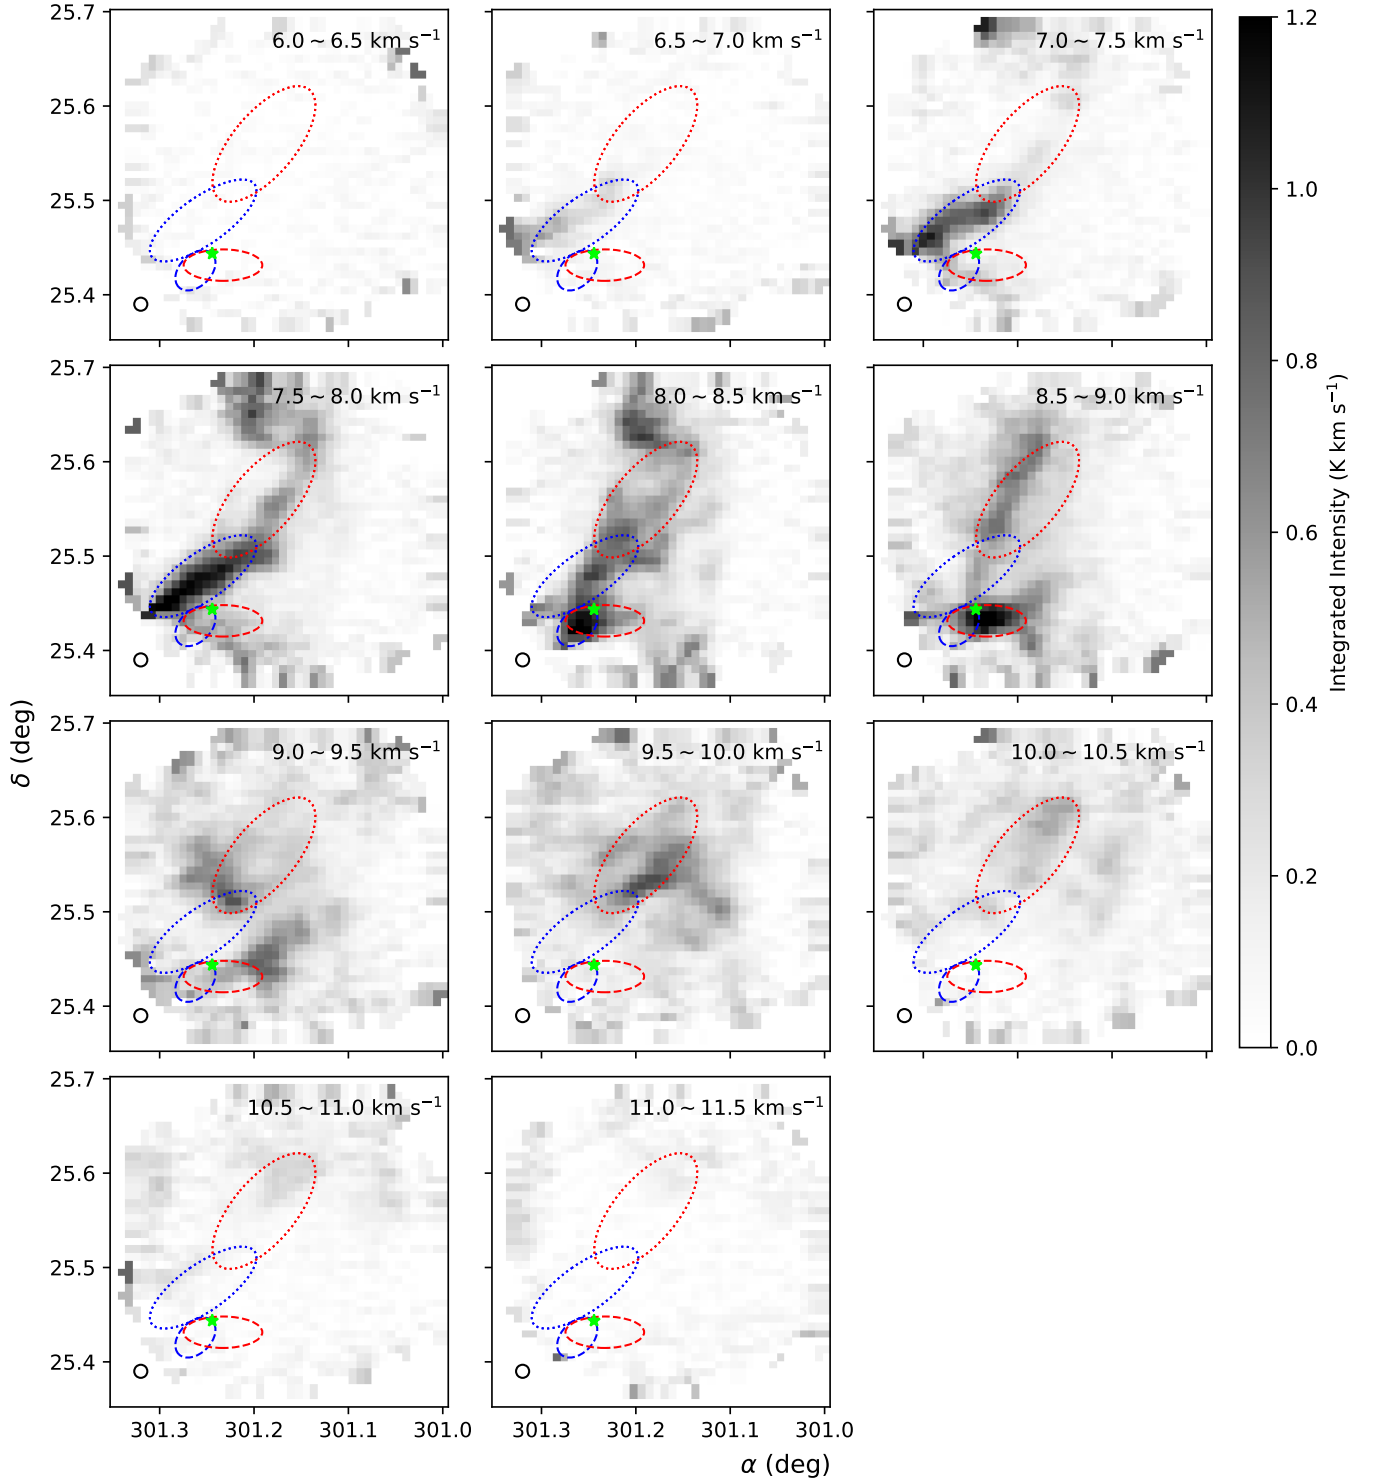 25.7
6.0 ~ 6.5 km s⁻¹
6.5 ~ 7.0 km s⁻¹
7.0 ~ 7.5 km s⁻¹
25.6
25.5
25.4
25.7
7.5 ~ 8.0 km s⁻¹
8.0 ~ 8.5 km s⁻¹
8.5 ~ 9.0 km s⁻¹
25.6
25.5
25.4
25.7
9.0 ~ 9.5 km s⁻¹
9.5 ~ 10.0 km s⁻¹
10.0 ~ 10.5 km s⁻¹
25.6
25.5
25.4
25.7
10.5 ~ 11.0 km s⁻¹
11.0 ~ 11.5 km s⁻¹
25.6
25.5
25.4
301.3 301.2 301.1 301.0
301.3 301.2 301.1 301.0
α (deg)
δ (deg)
1.2
1.0
0.8
0.6
0.4
0.2
0.0
Integrated Intensity (K km s⁻¹)